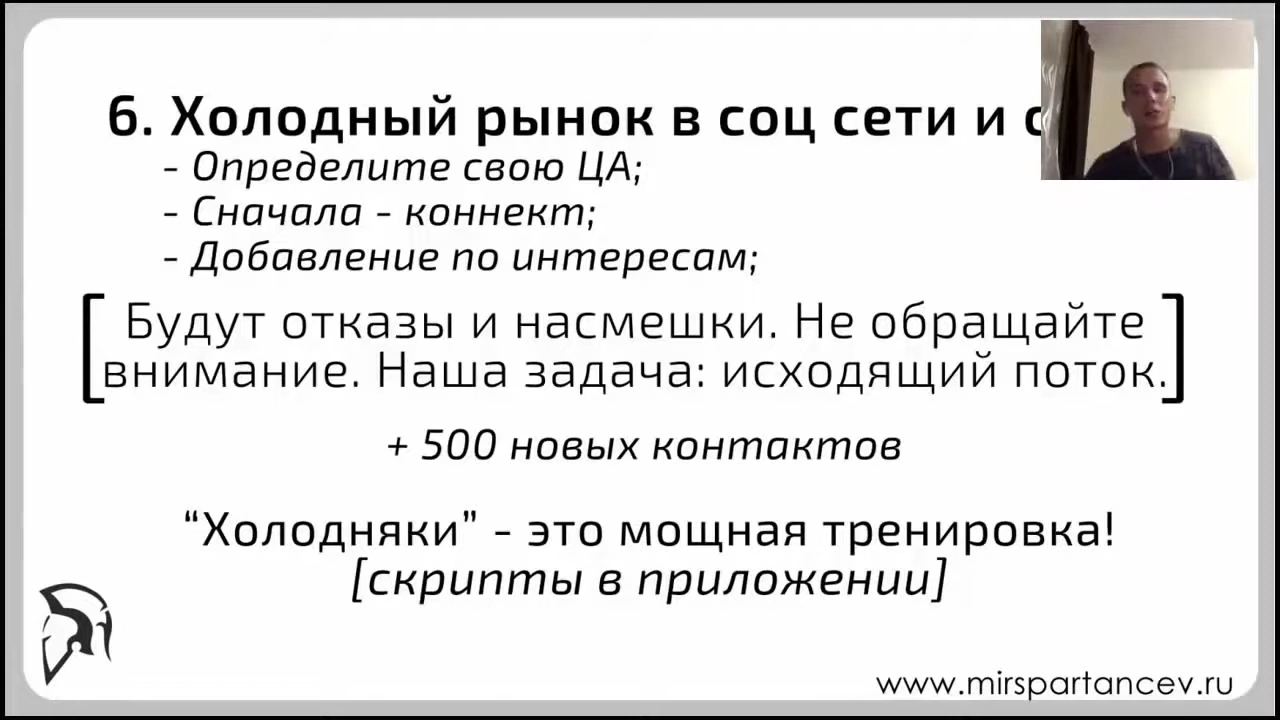 6. Холодный рынок в соц сети и
- Определите свою ЦА;
- Сначала - коннект;
- Добавление по интересам;
Будут отказы и насмешки. Не обращайте
внимание. Наша задача: исходящий поток.
+ 500 новых контактов
“Холодняки” - это мощная тренировка!
[скрипты в приложении]
www.mirspartancev.ru